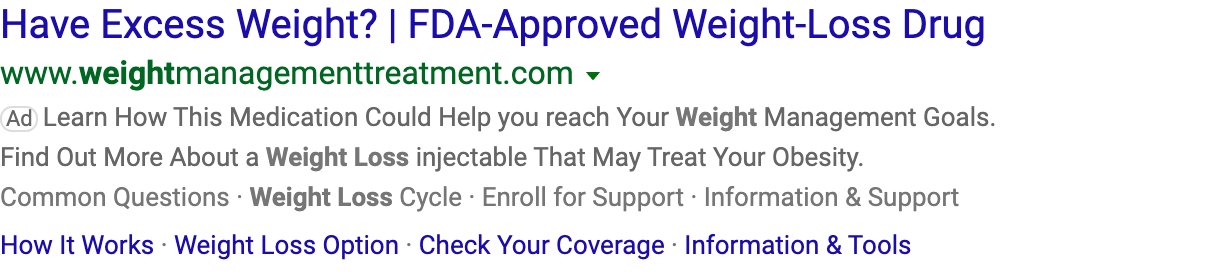 Have Excess Weight? | FDA-Approved Weight-Loss Drug
www.weightmanagementtreatment.com
Ad Learn How This Medication Could Help you reach Your Weight Management Goals.
Find Out More About a Weight Loss injectable That May Treat Your Obesity.
Common Questions · Weight Loss Cycle · Enroll for Support · Information & Support
How It Works · Weight Loss Option · Check Your Coverage · Information & Tools